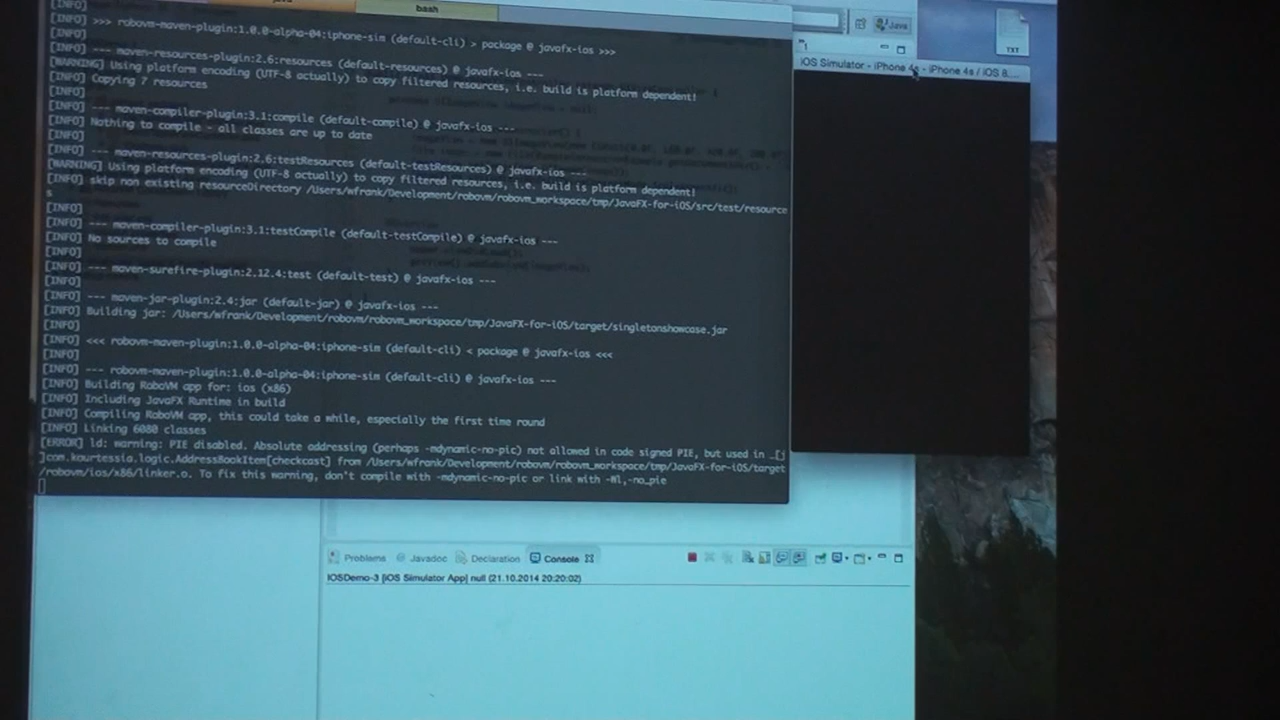 java
bash
[INFO]
[INFO] >>> robovm-maven-plugin:1.0.0-alpha-04:iphone-sim (default-cli) > package @ javafx-ios >>>
[INFO]
[INFO] --- maven-resources-plugin:2.6:resources (default-resources) @ javafx-ios ---
[WARNING] Using platform encoding (UTF-8 actually) to copy filtered resources, i.e. build is platform dependent!
[INFO] Copying 7 resources
[INFO]
[INFO] --- maven-compiler-plugin:3.1:compile (default-compile) @ javafx-ios ---
[INFO] Nothing to compile - all classes are up to date
[INFO]
[INFO] --- maven-resources-plugin:2.6:testResources (default-testResources) @ javafx-ios ---
[WARNING] Using platform encoding (UTF-8 actually) to copy filtered resources, i.e. build is platform dependent!
[INFO] skip non existing resourceDirectory /Users/wfrank/Development/robovm/robovm_workspace/tmp/JavaFX-for-iOS/src/test/resource
s
[INFO]
[INFO] --- maven-compiler-plugin:3.1:testCompile (default-testCompile) @ javafx-ios ---
[INFO] No sources to compile
[INFO]
[INFO] --- maven-surefire-plugin:2.12.4:test (default-test) @ javafx-ios ---
[INFO]
[INFO] --- maven-jar-plugin:2.4:jar (default-jar) @ javafx-ios ---
[INFO] Building jar: /Users/wfrank/Development/robovm/robovm_workspace/tmp/JavaFX-for-iOS/target/singletonshowcase.jar
[INFO]
[INFO] <<< robovm-maven-plugin:1.0.0-alpha-04:iphone-sim (default-cli) < package @ javafx-ios <<<
[INFO]
[INFO] --- robovm-maven-plugin:1.0.0-alpha-04:iphone-sim (default-cli) @ javafx-ios ---
[INFO] Building RoboVM app for: ios (x86)
[INFO] Including JavaFX Runtime in build
[INFO] Compiling RoboVM app, this could take a while, especially the first time round
[INFO] Linking 6080 classes
[ERROR] ld: warning: PIE disabled. Absolute addressing (perhaps -mdynamic-no-pic) not allowed in code signed PIE, but used in _[j
]com.kourtessia.logic.AddressBookItem[checkcast] from /Users/wfrank/Development/robovm/robovm_workspace/tmp/JavaFX-for-iOS/target
/robovm/ios/x86/linker.o. To fix this warning, don't compile with -mdynamic-no-pic or link with -Wl,-no_pie
Java
TXT
iOS Simulator - iPhone 4s - iPhone 4s / iOS 8....
Problems Javadoc Declaration Console
IOSDemo-3 [iOS Simulator App] null (21.10.2014 20:20:02)